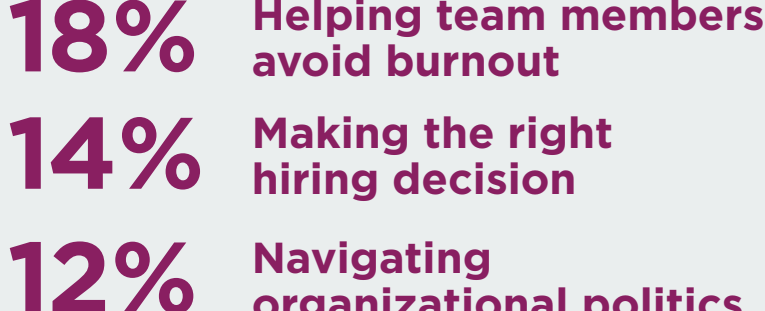 18% Helping team members
avoid burnout
14% Making the right
hiring decision
12% Navigating
organizational politics